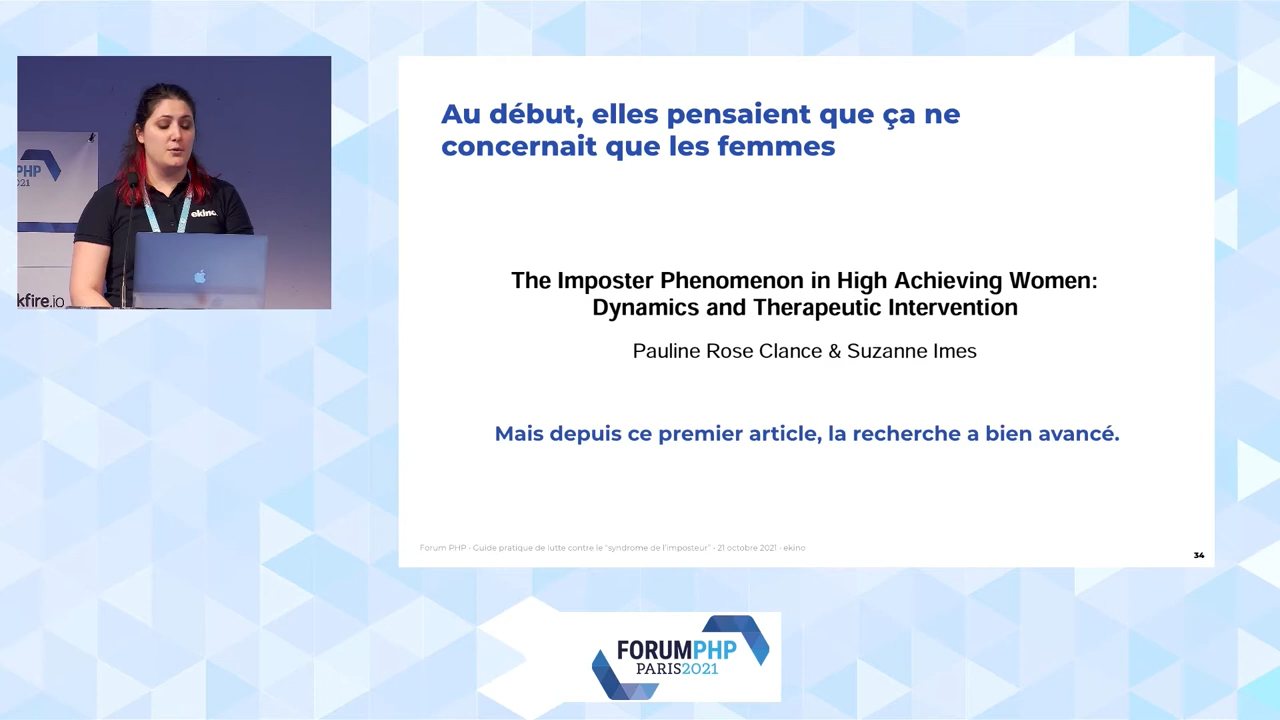 PHP
2021
ekino.
kfire.io
Au début, elles pensaient que ça ne
concernait que les femmes
The Imposter Phenomenon in High Achieving Women:
Dynamics and Therapeutic Intervention
Pauline Rose Clance & Suzanne Imes
Mais depuis ce premier article, la recherche a bien avancé.
Forum PHP - Guide pratique de lutte contre le "syndrome de l'imposteur" - 21 octobre 2021 - ekino
34
FORUMPHP
PARIS2021